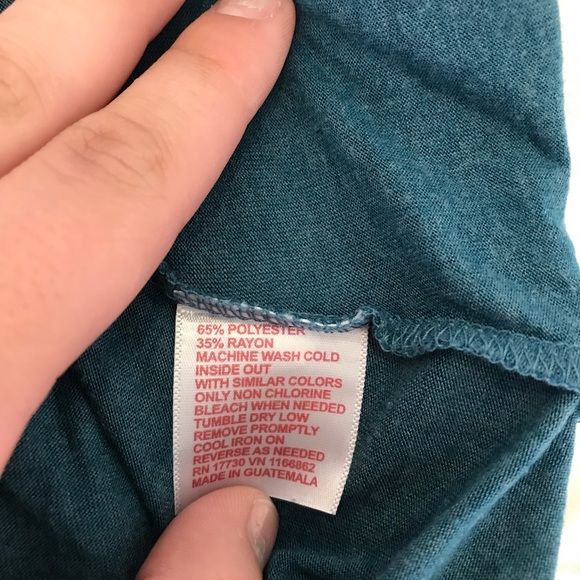 65% POLYESTER
35% RAYON
MACHINE WASH COLD
INSIDE OUT
WITH SIMILAR COLORS
ONLY NON CHLORINE
BLEACH WHEN NEEDED
TUMBLE DRY LOW
REMOVE PROMPTLY
COOL IRON ON
REVERSE AS NEEDED
RN 17730 VN 1166862
MADE IN GUATEMALA